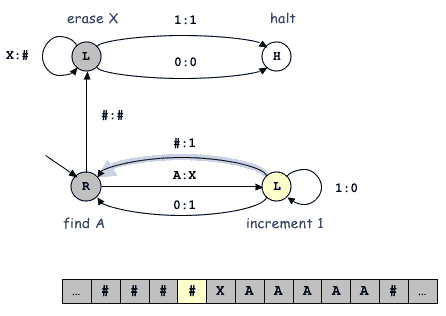 erase X
1:1
halt
X:#
L
H
0:0
#:#
#:1
R
A:X
L
1:0
0:1
find A
increment 1
... # # # # X A A A A A A # ...